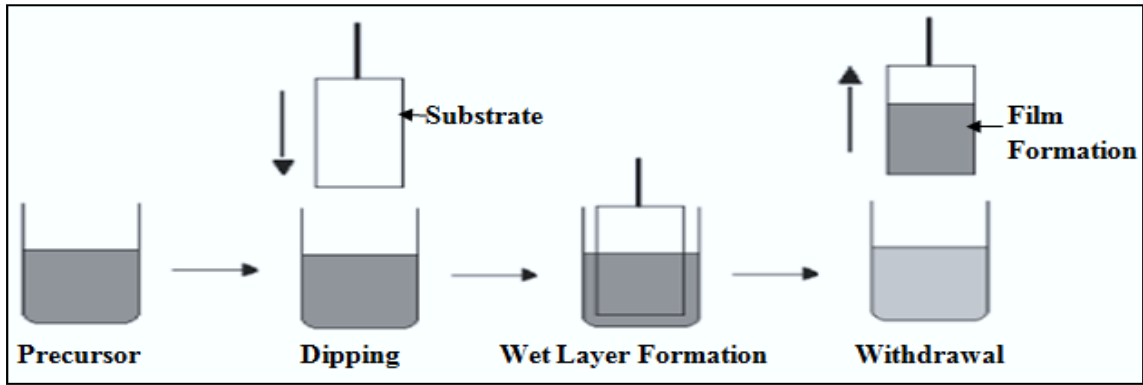 Substrate
Film
Formation
Precursor
Dipping
Wet Layer Formation
Withdrawal